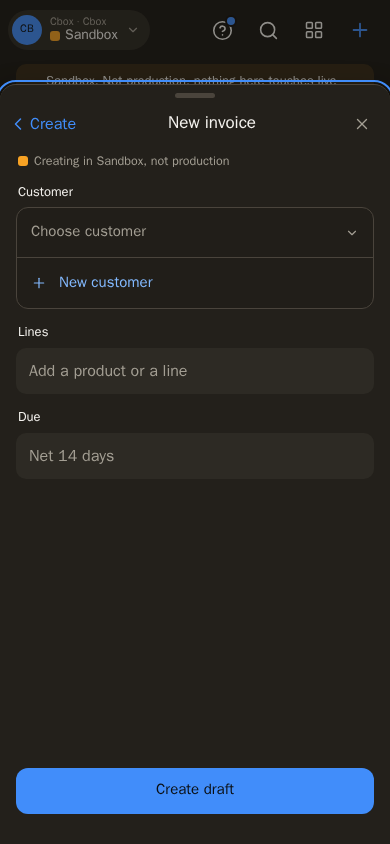 CB
Cbox · Cbox
Sandbox
Sandbox. Not production, nothing here touches live
Create
New invoice
Creating in Sandbox, not production
Customer
Choose customer
New customer
Lines
Add a product or a line
Due
Net 14 days
Create draft